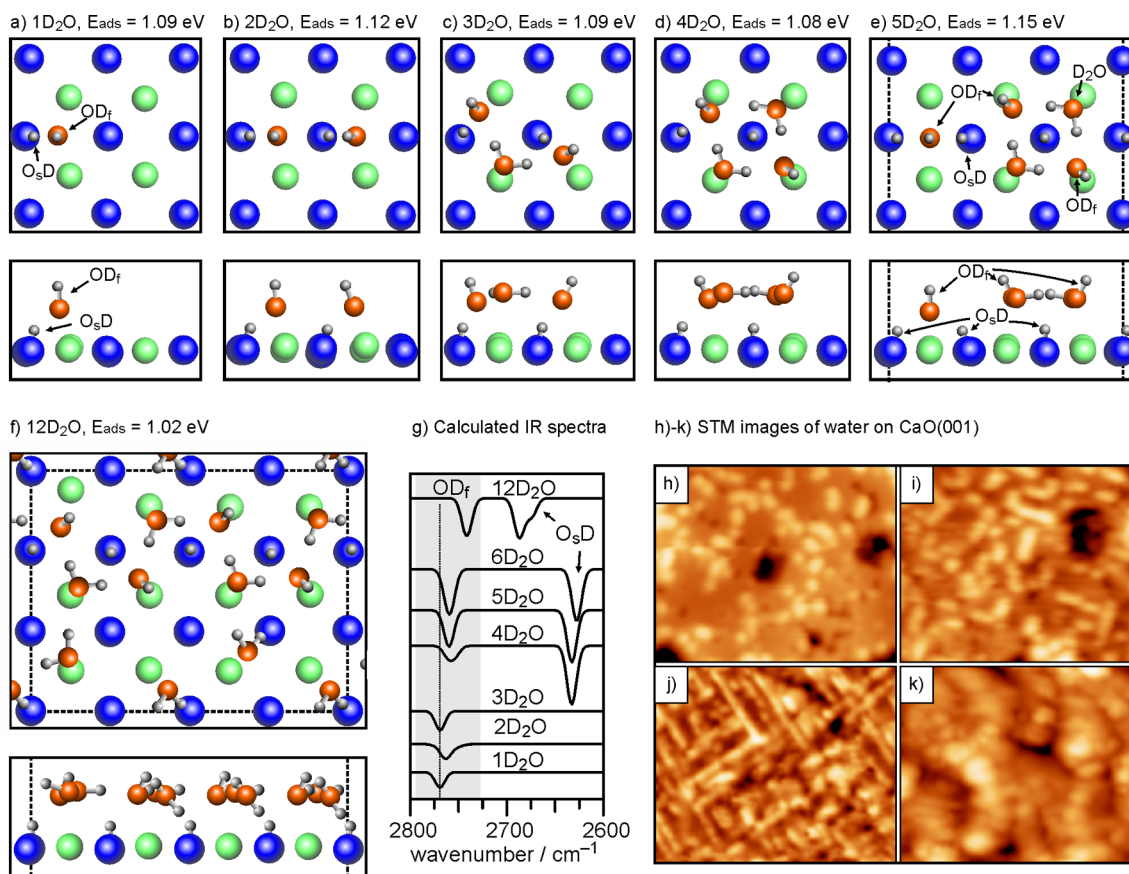 a) 1D₂O, Eads = 1.09 eV
b) 2D₂O, Eads = 1.12 eV
c) 3D₂O, Eads = 1.09 eV
d) 4D₂O, Eads = 1.08 eV
e) 5D₂O, Eads = 1.15 eV
ODf
OₛD
ODf
D₂O
OₛD
ODf
ODf
OₛD
ODf
OₛD
f) 12D₂O, Eads = 1.02 eV
g) Calculated IR spectra
h)-k) STM images of water on CaO(001)
ODf
12D₂O
OₛD
6D₂O
5D₂O
4D₂O
3D₂O
2D₂O
1D₂O
2800 2700 2600
wavenumber / cm⁻¹
h)
i)
j)
k)